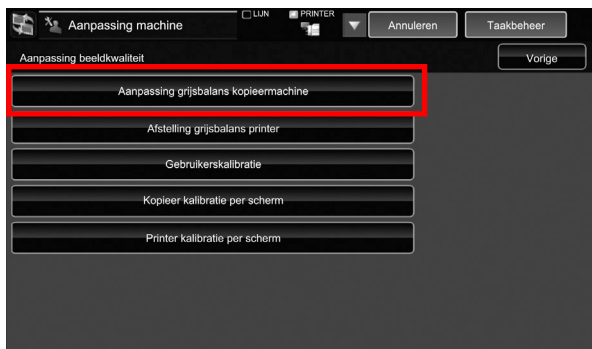 Aanpassing machine
LIJN
PRINTER
Annuleren
Taakbeheer
Aanpassing beeldkwaliteit
Vorige
Aanpassing grijsbalans kopieermachine
Afstelling grijsbalans printer
Gebruikerskalibratie
Kopieer kalibratie per scherm
Printer kalibratie per scherm